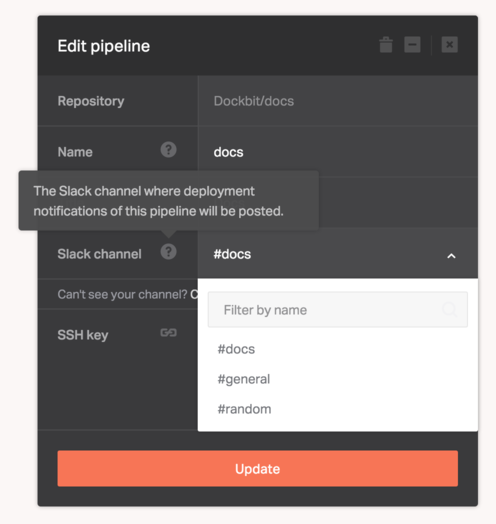 Edit pipeline
Repository
Dockbit/docs
Name ?
docs
The Slack channel where deployment
notifications of this pipeline will be posted.
Slack channel ?
#docs
Can't see your channel?
Filter by name
SSH key
#docs
#general
#random
Update